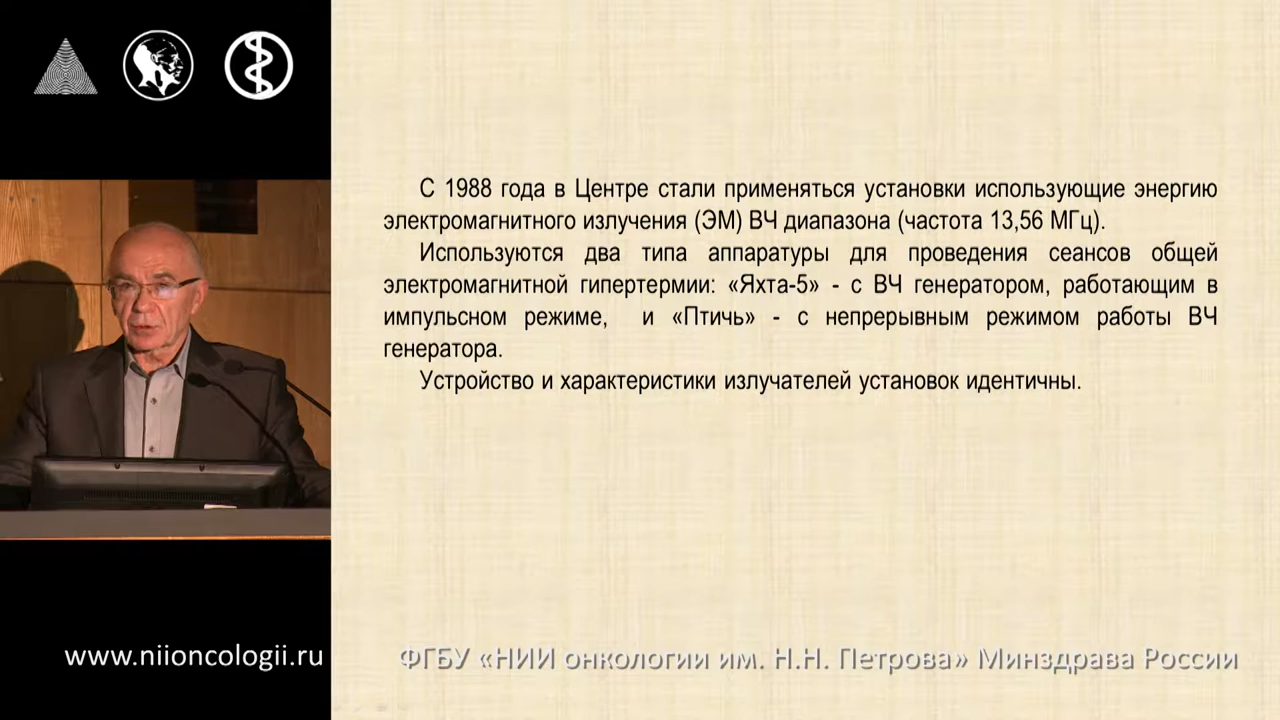 С 1988 года в Центре стали применяться установки использующие энергию
электромагнитного излучения (ЭМ) ВЧ диапазона (частота 13,56 МГц).
Используются два типа аппаратуры для проведения сеансов общей
электромагнитной гипертермии: «Яхта-5» - с ВЧ генератором, работающим в
импульсном режиме, и «Птичь» - с непрерывным режимом работы ВЧ
генератора.
Устройство и характеристики излучателей установок идентичны.
www.niioncologii.ru
ФГБУ «НИИ онкологии им. Н.Н. Петрова» Минздрава России